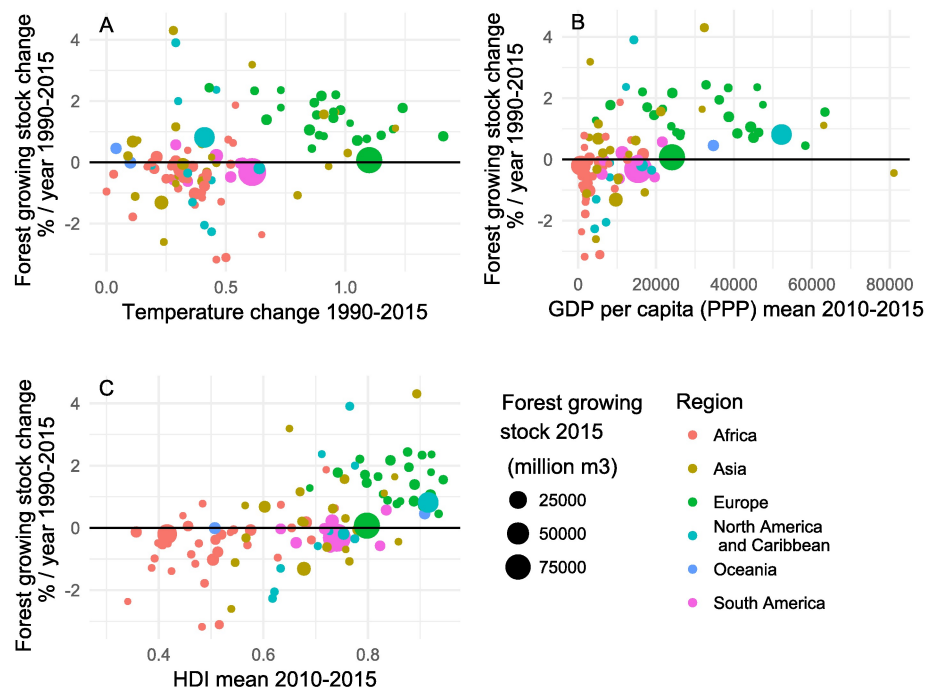 A
Forest growing stock change
% / year 1990-2015
4
2
0
-2
0.0
0.5
1.0
Temperature change 1990-2015
B
Forest growing stock change
% / year 1990-2015
4
2
0
-2
0
20000
40000
60000
80000
GDP per capita (PPP) mean 2010-2015
C
Forest growing stock change
% / year 1990-2015
4
2
0
-2
0.4
0.6
0.8
HDI mean 2010-2015
Forest growing
stock 2015
(million m3)
25000
50000
75000
Region
Africa
Asia
Europe
North America
and Caribbean
Oceania
South America